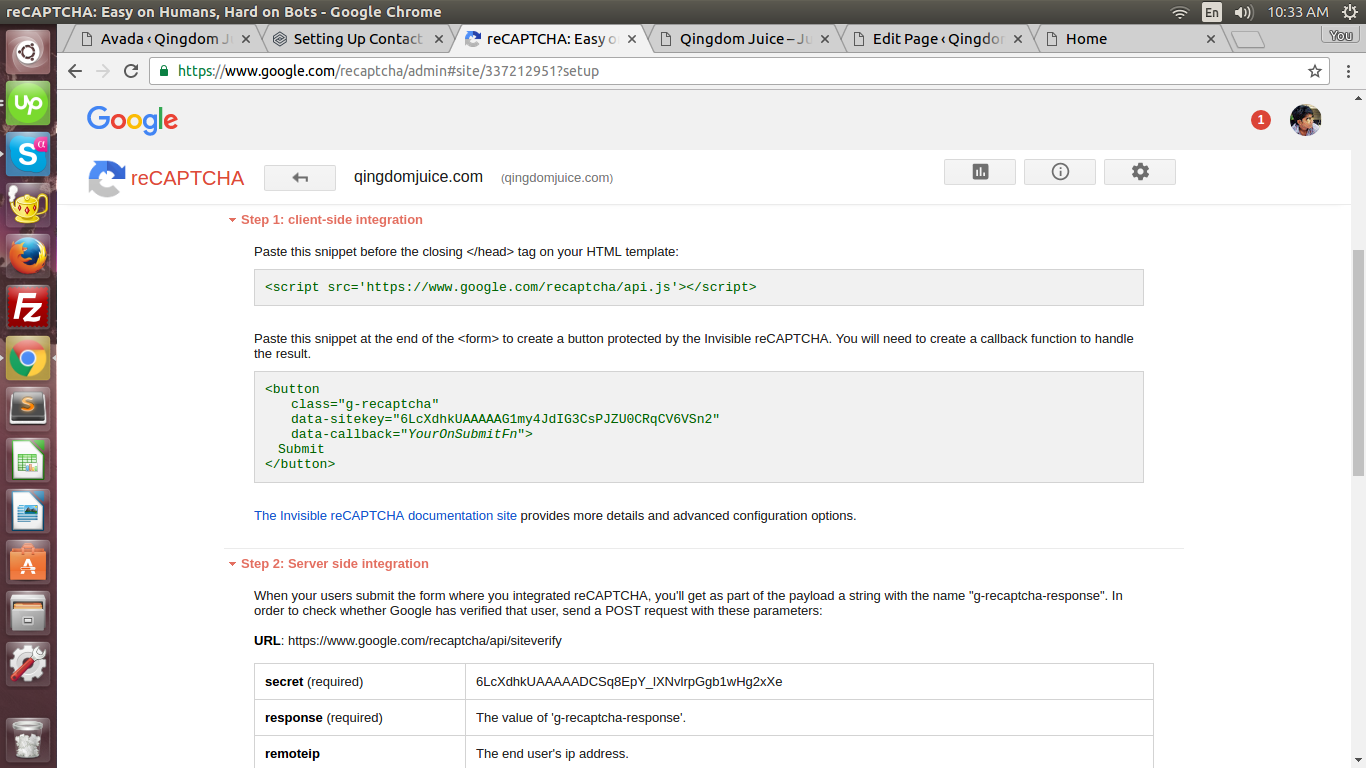 reCAPTCHA: Easy on Humans, Hard on Bots - Google Chrome
En
10:33 AM
Avada ‹ Qingdom J
Setting Up Contact
reCAPTCHA: Easy o
Qingdom Juice – Ju
Edit Page ‹ Qingdo
Home
You
https://www.google.com/recaptcha/admin#site/337212951?setup
Google
1
reCAPTCHA
qingdomjuice.com
(qingdomjuice.com)
Step 1: client-side integration
Paste this snippet before the closing </head> tag on your HTML template:
<script src='https://www.google.com/recaptcha/api.js'></script>
Paste this snippet at the end of the <form> to create a button protected by the Invisible reCAPTCHA. You will need to create a callback function to handle
the result.
<button
class="g-recaptcha"
data-sitekey="6LcXdhkUAAAAAG1my4JdIG3CsPJZU0CRqCV6VSn2"
data-callback="YourOnSubmitFn">
Submit
</button>
The Invisible reCAPTCHA documentation site provides more details and advanced configuration options.
Step 2: Server side integration
When your users submit the form where you integrated reCAPTCHA, you'll get as part of the payload a string with the name "g-recaptcha-response". In
order to check whether Google has verified that user, send a POST request with these parameters:
URL: https://www.google.com/recaptcha/api/siteverify
secret (required)
6LcXdhkUAAAAADCSq8EpY_lXNvlrpGgb1wHg2xXe
response (required)
The value of 'g-recaptcha-response'.
remoteip
The end user's ip address.